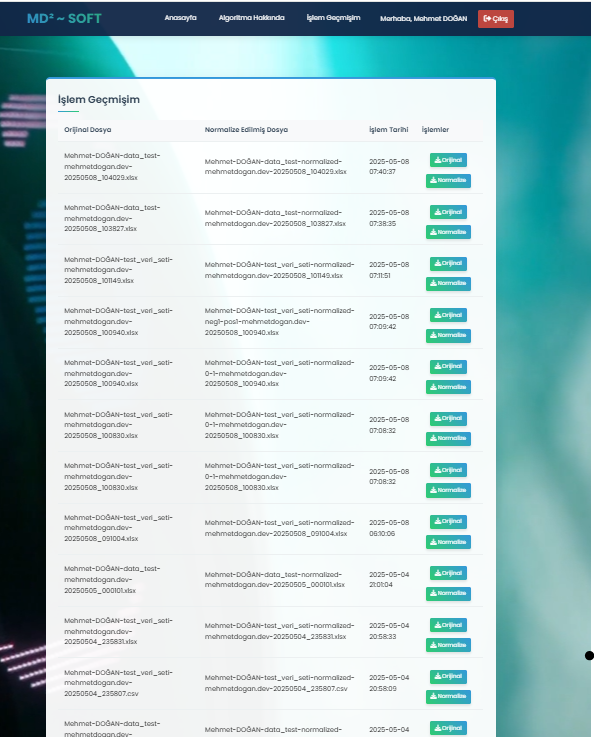 MD² ~ SOFT Anasayfa Algoritma Hakkında İşlem Geçmişim Merhaba, Mehmet DOĞAN Çıkış
İşlem Geçmişim
Orijinal Dosya Normalize Edilmiş Dosya İşlem Tarihi İşlemler
Mehmet-DOĞAN-data_test-
mehmetdogan.dev-
20250508_104029.xlsx
Mehmet-DOĞAN-data_test-normalized-
mehmetdogan.dev-20250508_104029.xlsx
2025-05-08
07:40:37
Orijinal
Normalize
Mehmet-DOĞAN-data_test-
mehmetdogan.dev-
20250508_103827.xlsx
Mehmet-DOĞAN-data_test-normalized-
mehmetdogan.dev-20250508_103827.xlsx
2025-05-08
07:38:35
Orijinal
Normalize
Mehmet-DOĞAN-test_veri_seti-
mehmetdogan.dev-
20250508_101149.xlsx
Mehmet-DOĞAN-test_veri_seti-normalized-
mehmetdogan.dev-20250508_101149.xlsx
2025-05-08
07:11:51
Orijinal
Normalize
Mehmet-DOĞAN-test_veri_seti-
mehmetdogan.dev-
20250508_100940.xlsx
Mehmet-DOĞAN-test_veri_seti-normalized-
neg1-pos1-mehmetdogan.dev-
20250508_100940.xlsx
2025-05-08
07:09:42
Orijinal
Normalize
Mehmet-DOĞAN-test_veri_seti-
mehmetdogan.dev-
20250508_100940.xlsx
Mehmet-DOĞAN-test_veri_seti-normalized-
0-1-mehmetdogan.dev-
20250508_100940.xlsx
2025-05-08
07:09:42
Orijinal
Normalize
Mehmet-DOĞAN-test_veri_seti-
mehmetdogan.dev-
20250508_100830.xlsx
Mehmet-DOĞAN-test_veri_seti-normalized-
0-1-mehmetdogan.dev-
20250508_100830.xlsx
2025-05-08
07:08:32
Orijinal
Normalize
Mehmet-DOĞAN-test_veri_seti-
mehmetdogan.dev-
20250508_100830.xlsx
Mehmet-DOĞAN-test_veri_seti-normalized-
0-1-mehmetdogan.dev-
20250508_100830.xlsx
2025-05-08
07:08:32
Orijinal
Normalize
Mehmet-DOĞAN-test_veri_seti-
mehmetdogan.dev-
20250508_091004.xlsx
Mehmet-DOĞAN-test_veri_seti-normalized-
mehmetdogan.dev-20250508_091004.xlsx
2025-05-08
06:10:06
Orijinal
Normalize
Mehmet-DOĞAN-data_test-
mehmetdogan.dev-
20250505_000101.xlsx
Mehmet-DOĞAN-data_test-normalized-
mehmetdogan.dev-20250505_000101.xlsx
2025-05-04
21:01:04
Orijinal
Normalize
Mehmet-DOĞAN-test_veri_seti-
mehmetdogan.dev-
20250504_235831.xlsx
Mehmet-DOĞAN-test_veri_seti-normalized-
mehmetdogan.dev-20250504_235831.xlsx
2025-05-04
20:58:33
Orijinal
Normalize
Mehmet-DOĞAN-test_veri_seti-
mehmetdogan.dev-
20250504_235807.csv
Mehmet-DOĞAN-test_veri_seti-normalized-
mehmetdogan.dev-20250504_235807.csv
2025-05-04
20:58:09
Orijinal
Normalize
Mehmet-DOĞAN-data_test-
Mehmet-DOĞAN-data_test-normalized-
2025-05-04
Orijinal